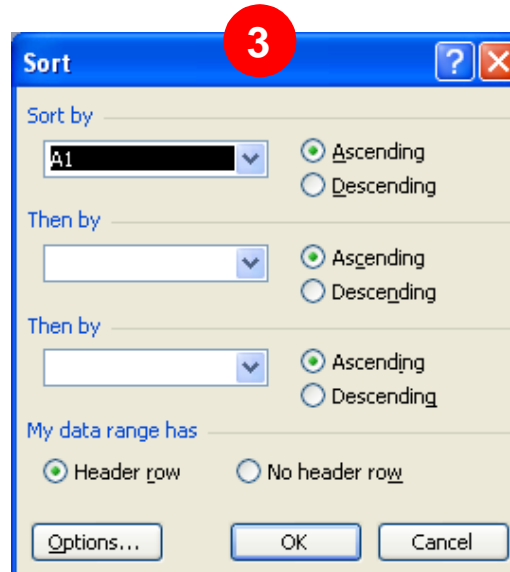 3
Sort
Sort by
A1
Ascending
Descending
Then by
Ascending
Descending
Then by
Ascending
Descending
My data range has
Header row
No header row
Options...
OK
Cancel